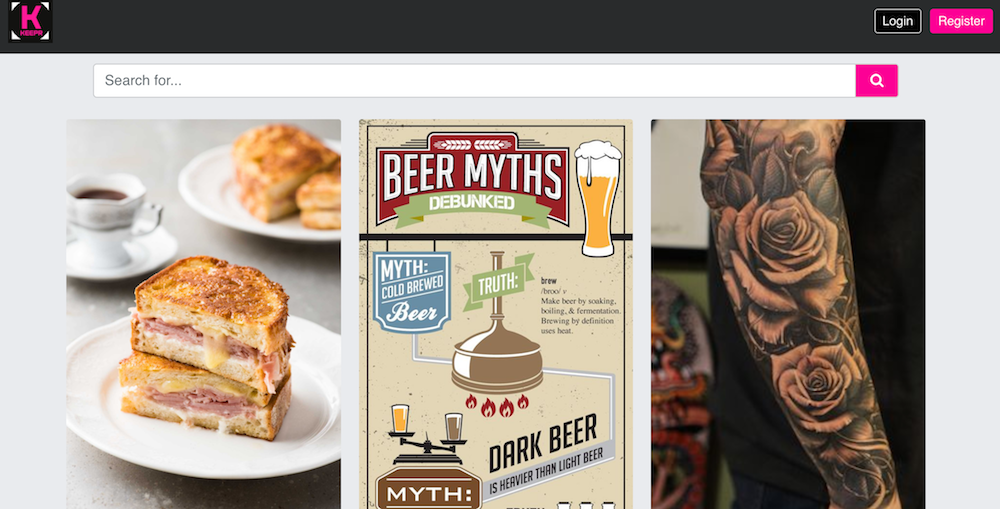 K
KEEPR
Login
Register
Search for...
BEER MYTHS
DEBUNKED
MYTH:
COLD BREWED
Beer
TRUTH:
brew
/broo/ v
Make beer by soaking,
boiling, & fermentation.
Brewing by definition
uses heat.
DARK BEER
IS HEAVIER THAN LIGHT BEER
MYTH: